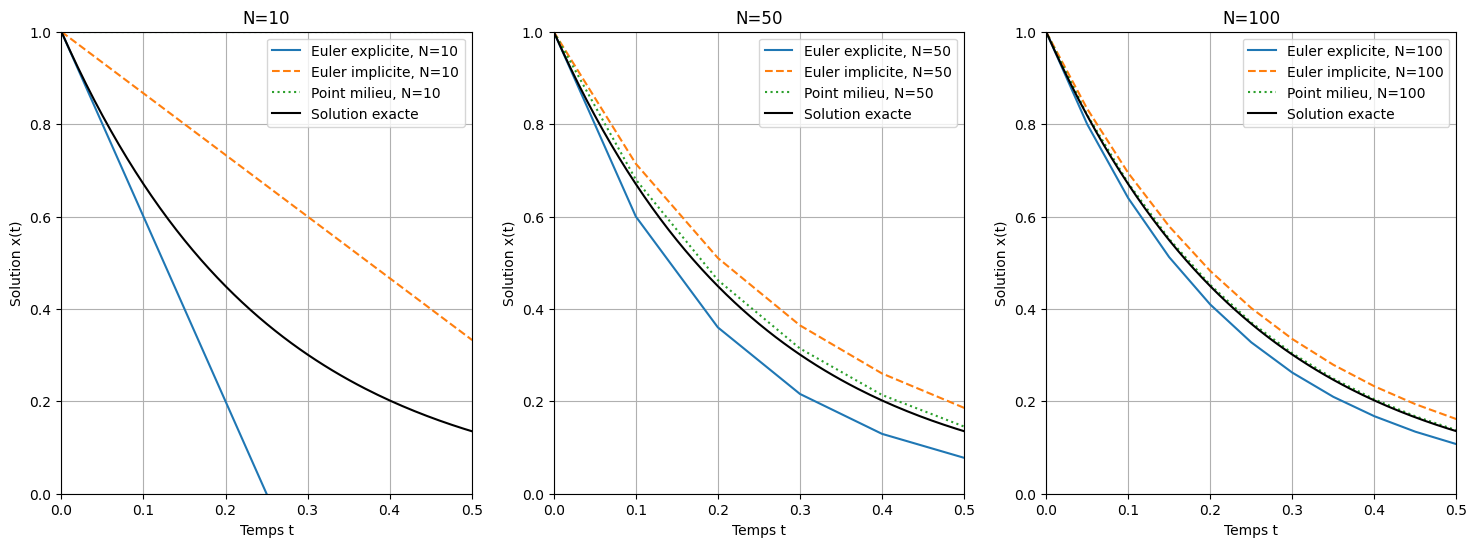 N=10
Euler explicite, N=10
Euler implicite, N=10
Point milieu, N=10
Solution exacte
1.0
0.8
0.6
0.4
0.2
0.0
Solution x(t)
0.0 0.1 0.2 0.3 0.4 0.5
Temps t
N=50
Euler explicite, N=50
Euler implicite, N=50
Point milieu, N=50
Solution exacte
1.0
0.8
0.6
0.4
0.2
0.0
Solution x(t)
0.0 0.1 0.2 0.3 0.4 0.5
Temps t
N=100
Euler explicite, N=100
Euler implicite, N=100
Point milieu, N=100
Solution exacte
1.0
0.8
0.6
0.4
0.2
0.0
Solution x(t)
0.0 0.1 0.2 0.3 0.4 0.5
Temps t